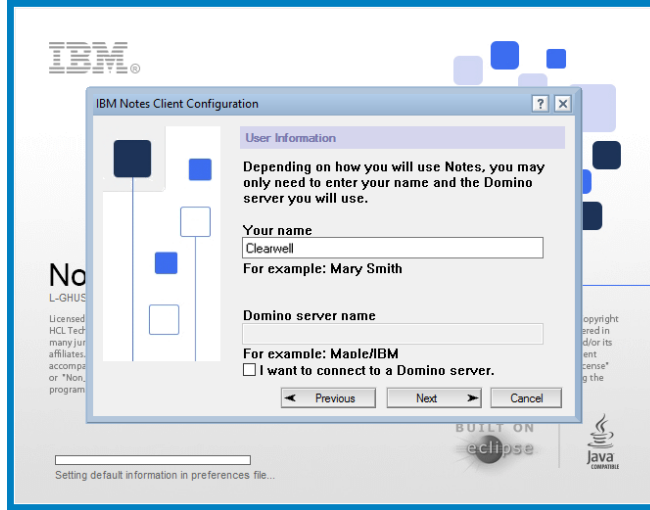 IBM®
IBM Notes Client Configuration
?
User Information
Depending on how you will use Notes, you may
only need to enter your name and the Domino
server you will use.
Your name
Clearwell
For example: Mary Smith
Domino server name
For example: Maple/IBM
I want to connect to a Domino server.
Previous
Next
Cancel
No
L-GHUS
Licensed
HCL Tech
many jur
affiliates.
accompa
or "Non_
program
opyright
ered in
d/or its
ent
cense"
g the
Setting default information in preferences file...
BUILT ON
eclipse
Java
COMPATIBLE